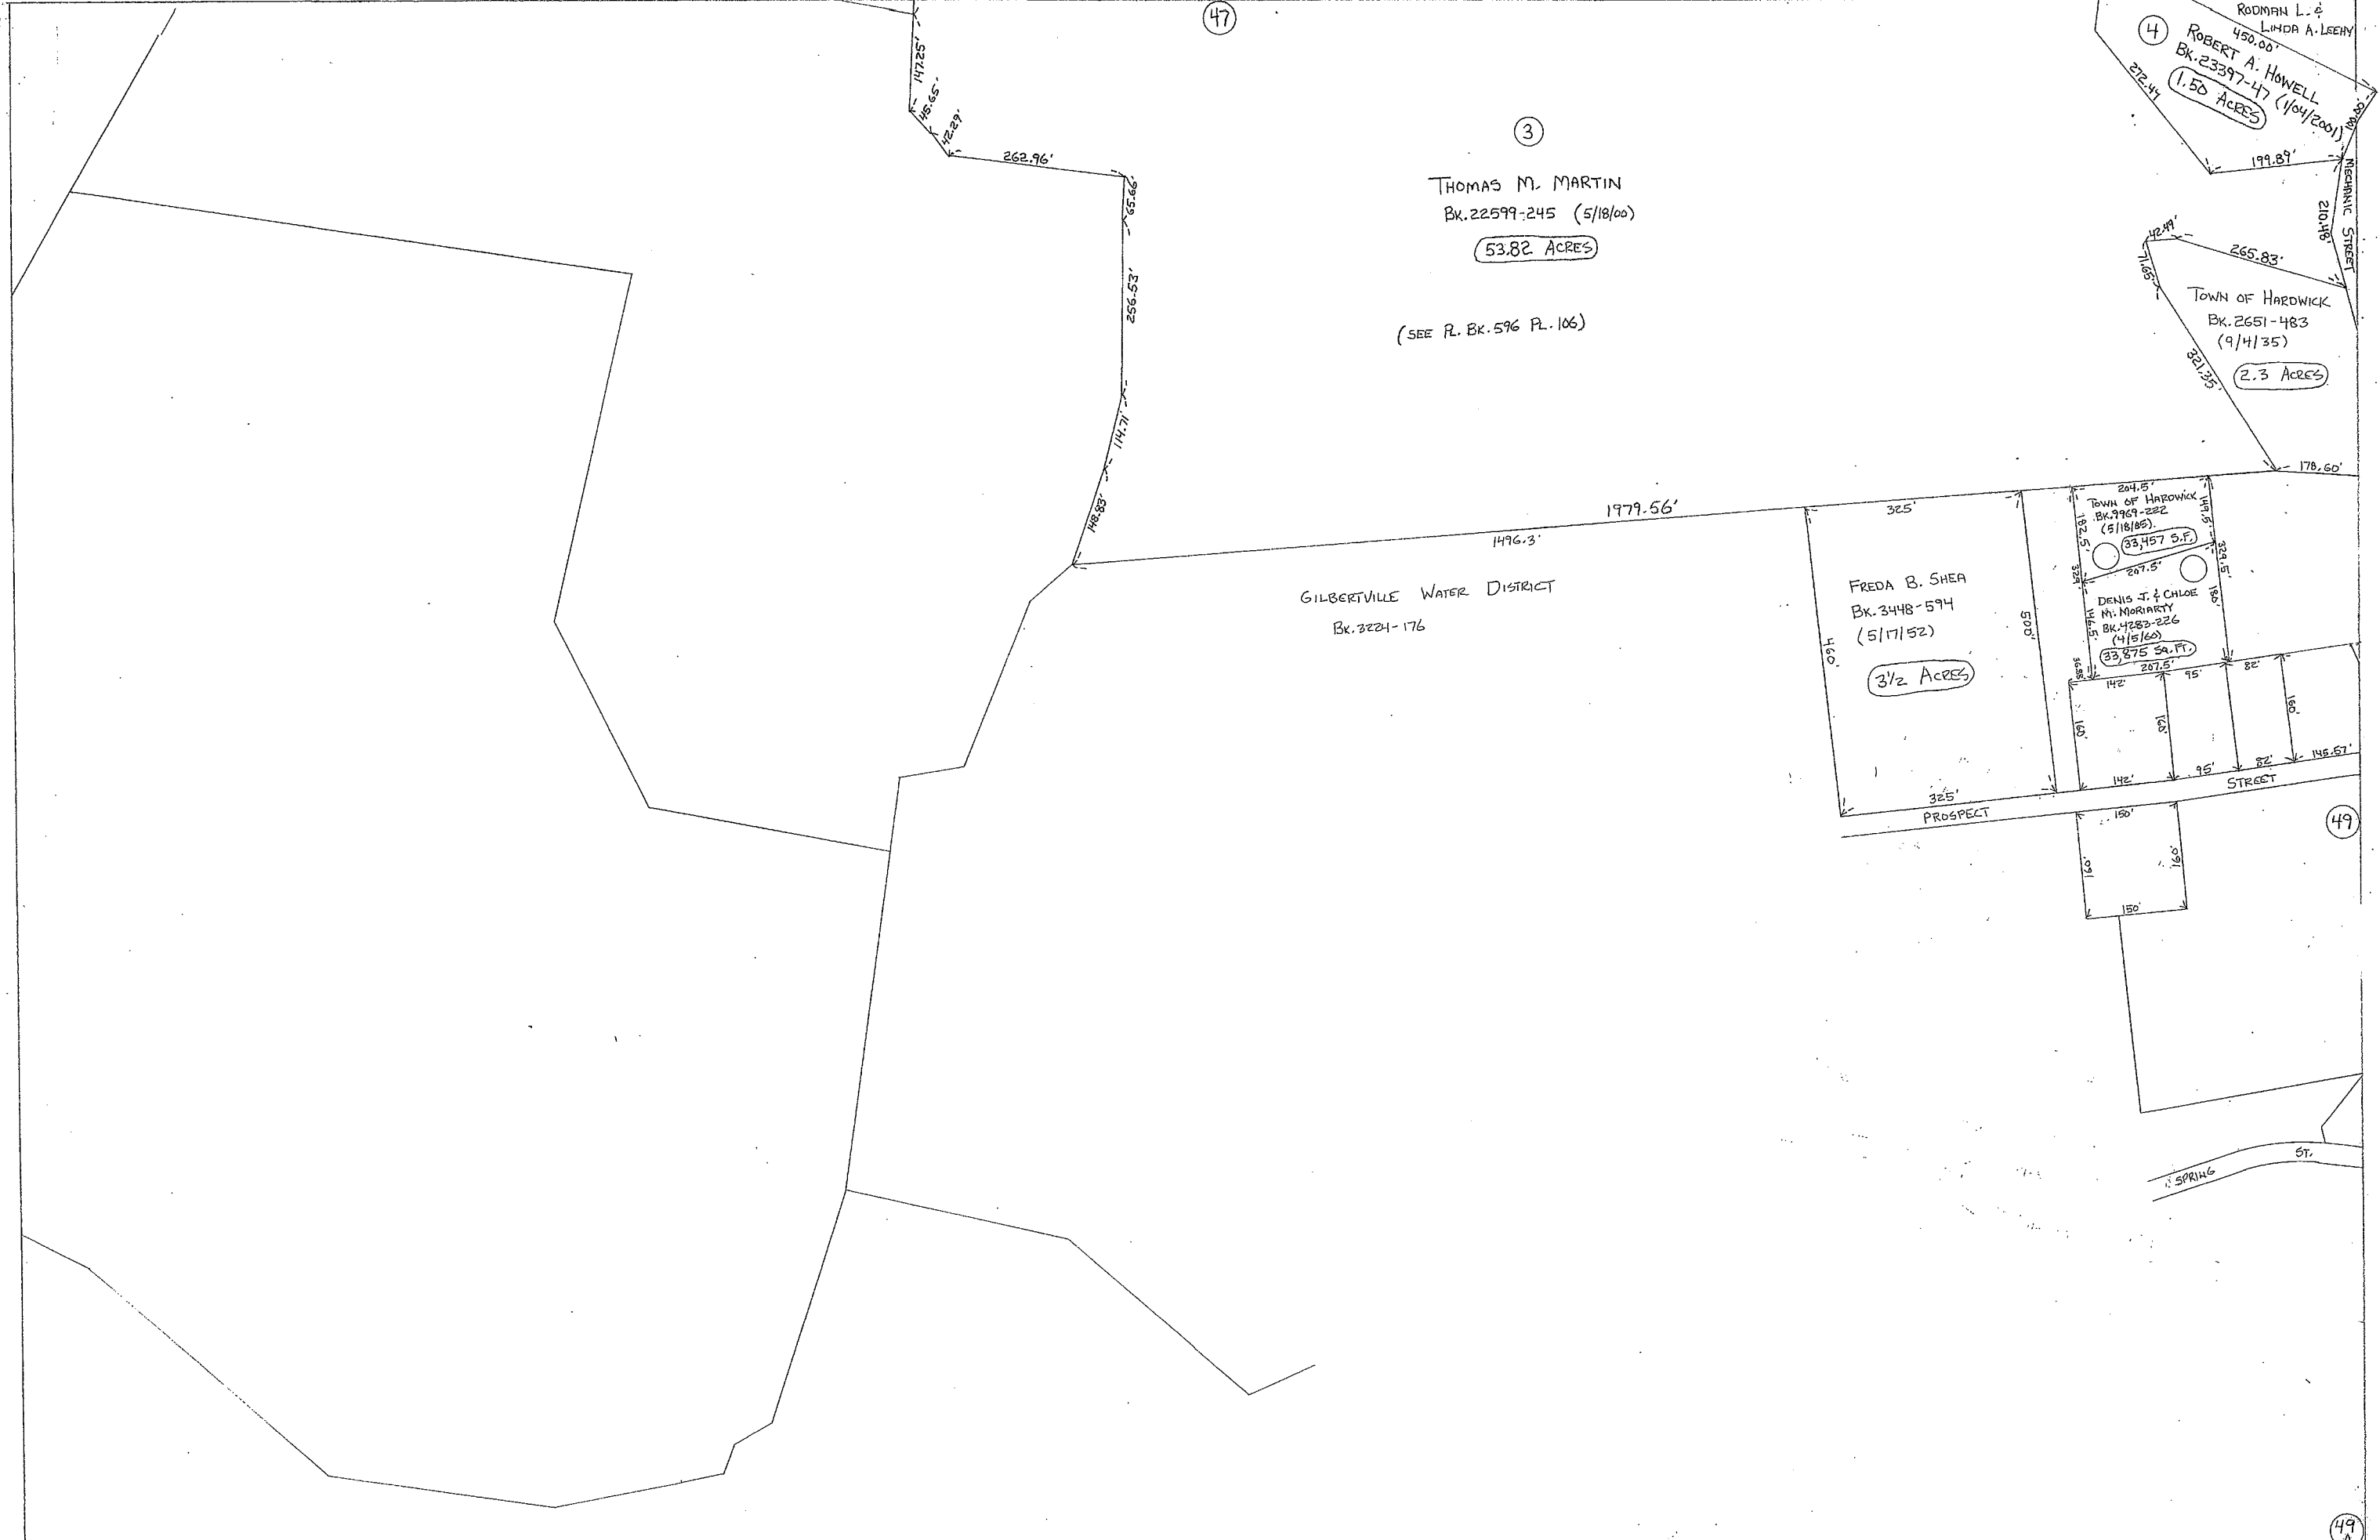 47
RODMAN L. &
LINDA A. LEEHY
4
450.00'
ROBERT A. HOWELL
BK.23397-47 (1/04/2001)
1.50 ACRES
272.47
100.00'
199.89'
MECHANIC STREET
210.48'
147.25'
45.65'
42.29'
262.96'
65.66'
256.53'
114.71'
148.83'
3
THOMAS M. MARTIN
BK.22599-245 (5/18/00)
53.82 ACRES
(SEE PL. BK.596 PL.106)
42.49'
71.65'
265.83'
TOWN OF HARDWICK
BK.2651-483
(9/4/35)
2.3 ACRES
321.35'
178.60'
1979.56'
1496.3'
325'
GILBERTVILLE WATER DISTRICT
BK.3224-176
FREDA B. SHEA
BK.3448-594
(5/17/52)
3 1/2 ACRES
460'
500'
325'
204.5'
TOWN OF HARDWICK
BK.9969-222
(5/18/85)
33,457 S.F.
182.5'
149.5'
329'
329.5'
207.5'
DENIS J. & CHLOE
M. MORIARTY
BK.4283-226
(4/5/60)
33,875 SQ.FT.
146.5'
180'
207.5'
36.85'
142'
95'
82'
160'
160'
160'
142'
95'
82'
145.57'
PROSPECT STREET
150'
160'
160'
150'
49
SPRING ST.
49
A